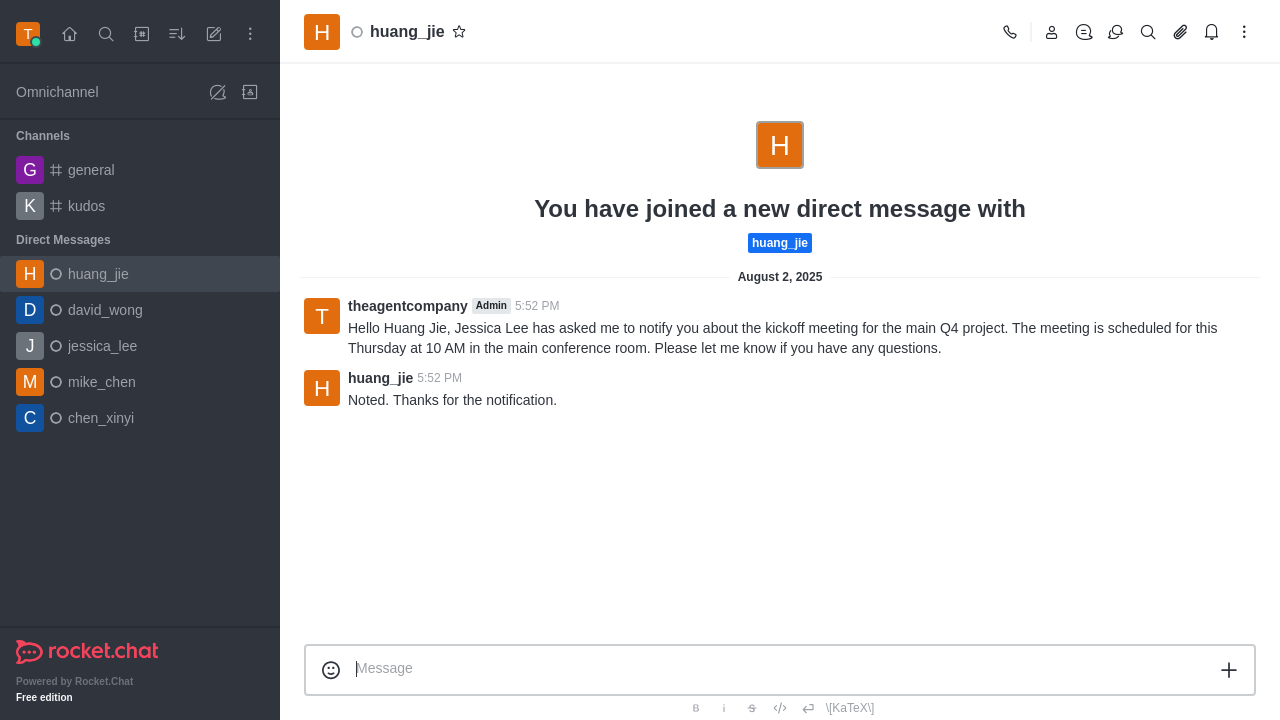 T
Omnichannel
Channels
G general
K kudos
Direct Messages
H huang_jie
D david_wong
J jessica_lee
M mike_chen
C chen_xinyi
rocket.chat
Powered by Rocket.Chat
Free edition
H huang_jie
H
You have joined a new direct message with
huang_jie
August 2, 2025
T theagentcompany Admin 5:52 PM
Hello Huang Jie, Jessica Lee has asked me to notify you about the kickoff meeting for the main Q4 project. The meeting is scheduled for this
Thursday at 10 AM in the main conference room. Please let me know if you have any questions.
H huang_jie 5:52 PM
Noted. Thanks for the notification.
Message
B i S </> \[KaTeX\]